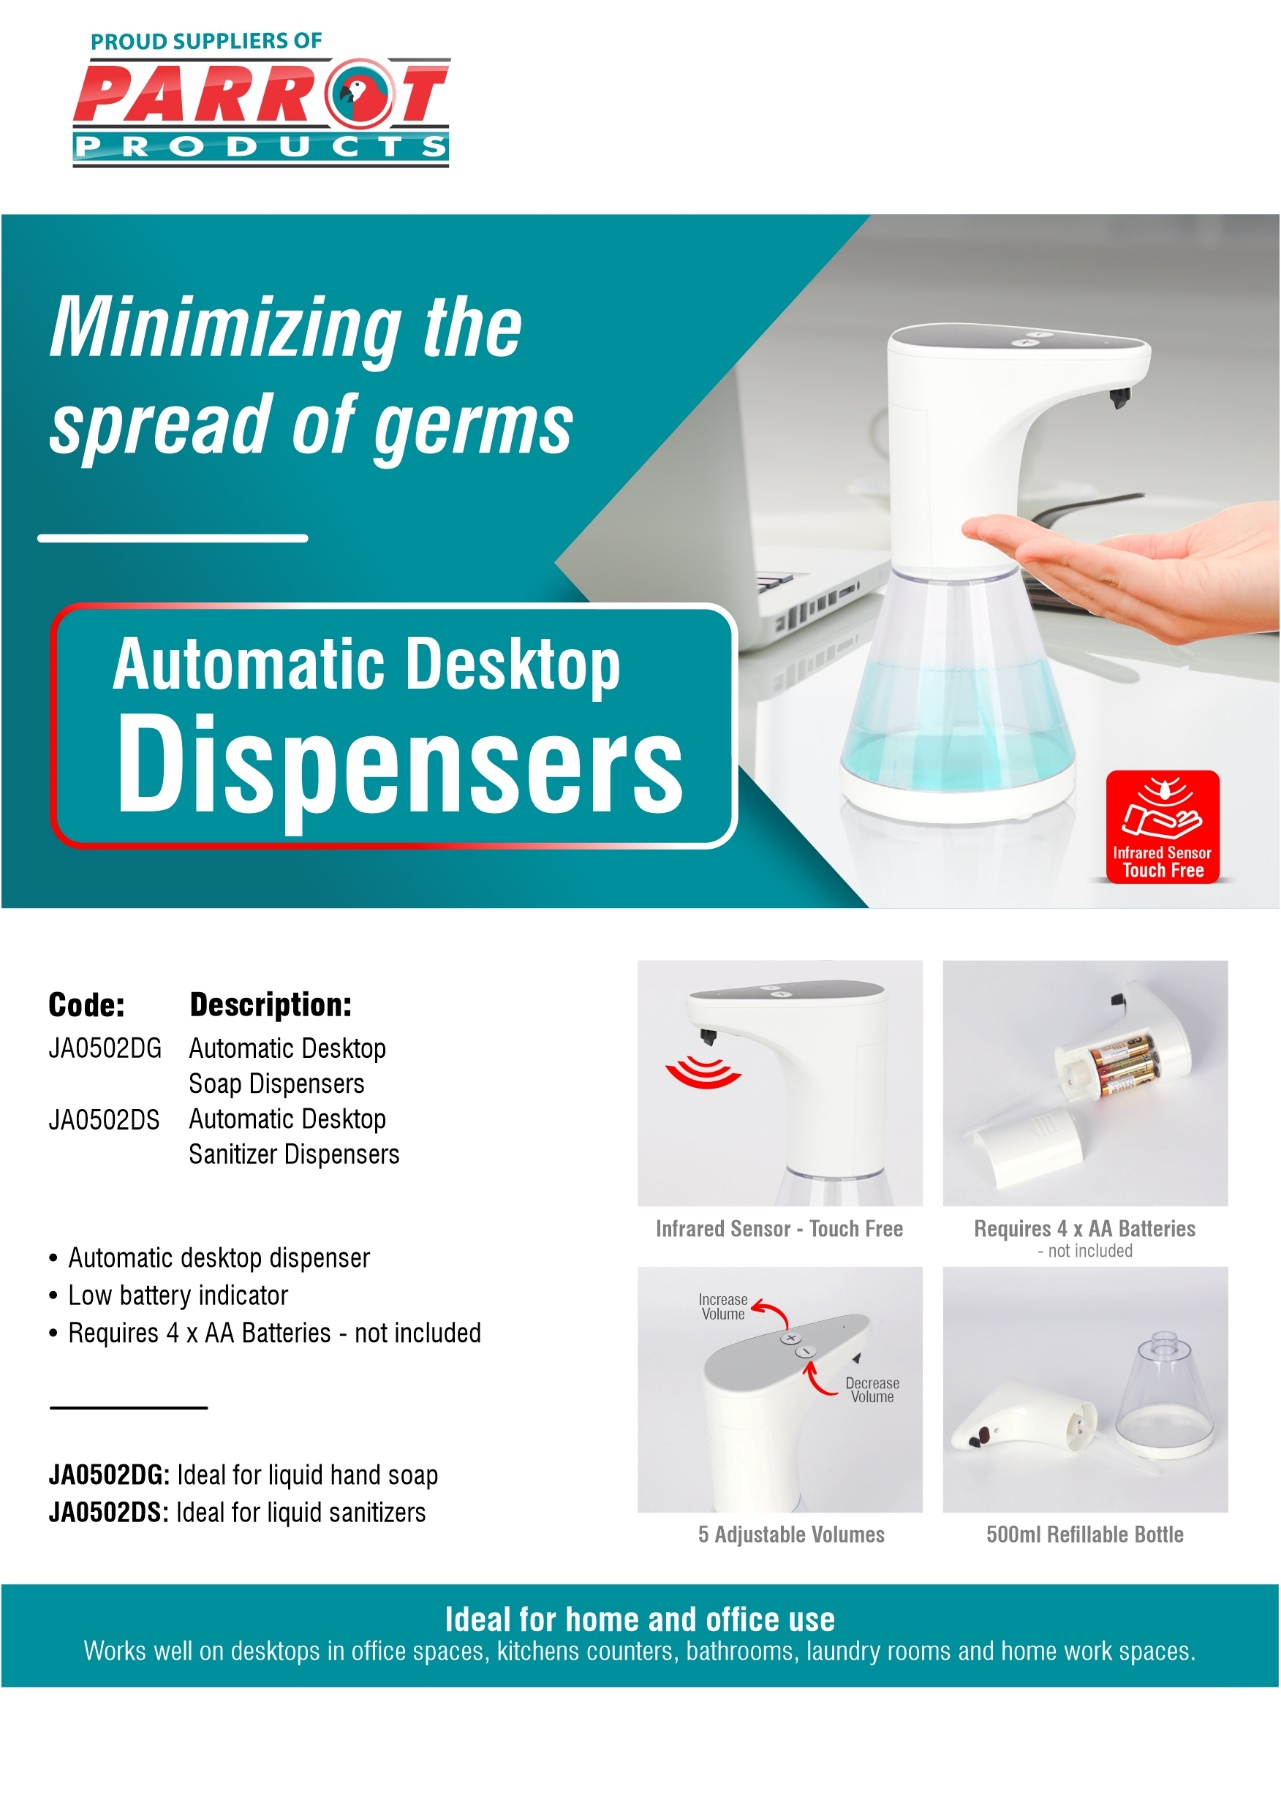 PROUD SUPPLIERS OF
PARROT
PRODUCTS
Minimizing the
spread of germs
Automatic Desktop
Dispensers
Infrared Sensor
Touch Free
Code: Description:
JA0502DG Automatic Desktop
Soap Dispensers
JA0502DS Automatic Desktop
Sanitizer Dispensers
• Automatic desktop dispenser
• Low battery indicator
• Requires 4 x AA Batteries - not included
JA0502DG: Ideal for liquid hand soap
JA0502DS: Ideal for liquid sanitizers
Infrared Sensor - Touch Free
Requires 4 x AA Batteries
- not included
Increase
Volume
+
−
Decrease
Volume
5 Adjustable Volumes
500ml Refillable Bottle
Ideal for home and office use
Works well on desktops in office spaces, kitchens counters, bathrooms, laundry rooms and home work spaces.